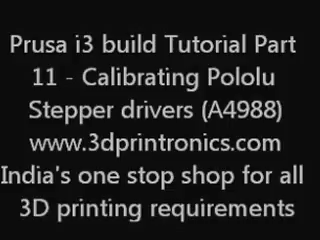 Prusa i3 build Tutorial Part
11 - Calibrating Pololu
Stepper drivers (A4988)
www.3dprintronics.com
India's one stop shop for all
3D printing requirements